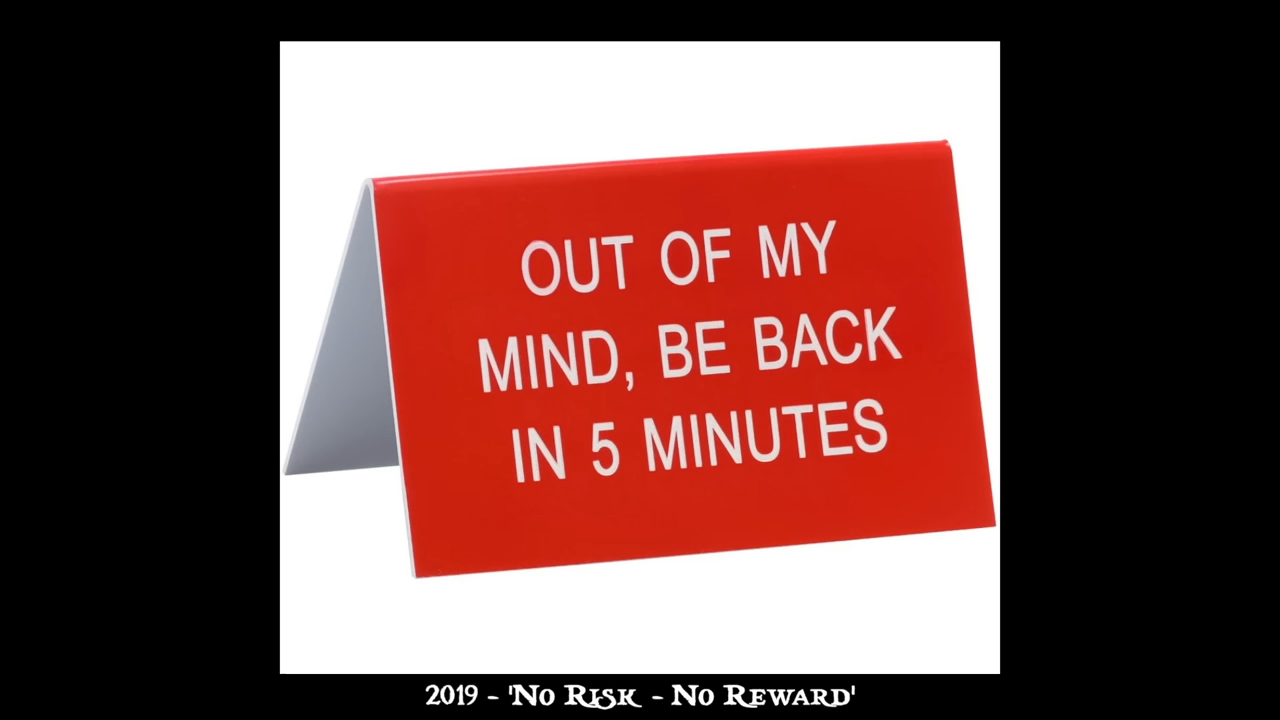 OUT OF MY
MIND, BE BACK
IN 5 MINUTES
2019 - 'No Risk - No Reward'